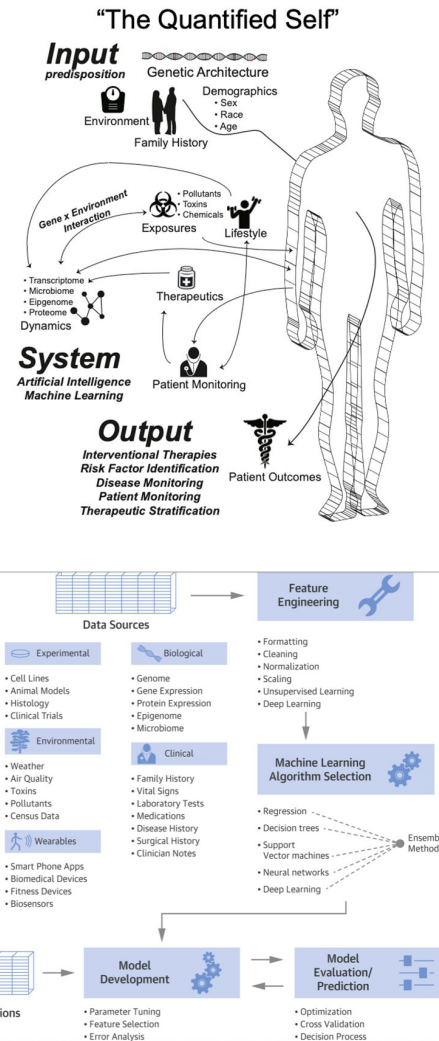 “The Quantified Self”
Input
predisposition
Genetic Architecture
Demographics
• Sex
• Race
• Age
Environment
Family History
Gene x Environment
Interaction
• Pollutants
• Toxins
• Chemicals
Exposures
Lifestyle
• Transcriptome
• Microbiome
• Eipgenome
• Proteome
Dynamics
Therapeutics
System
Artificial Intelligence
Machine Learning
Patient Monitoring
Output
Interventional Therapies
Risk Factor Identification
Disease Monitoring
Patient Monitoring
Therapeutic Stratification
Patient Outcomes
Data Sources
Feature
Engineering
• Formatting
• Cleaning
• Normalization
• Scaling
• Unsupervised Learning
• Deep Learning
Experimental
• Cell Lines
• Animal Models
• Histology
• Clinical Trials
Biological
• Genome
• Gene Expression
• Protein Expression
• Epigenome
• Microbiome
Environmental
• Weather
• Air Quality
• Toxins
• Pollutants
• Census Data
Clinical
• Family History
• Vital Signs
• Laboratory Tests
• Medications
• Disease History
• Surgical History
• Clinician Notes
Wearables
• Smart Phone Apps
• Biomedical Devices
• Fitness Devices
• Biosensors
Machine Learning
Algorithm Selection
• Regression
• Decision trees
• Support
Vector machines
• Neural networks
• Deep Learning
Ensemb
Method
ions
Model
Development
• Parameter Tuning
• Feature Selection
• Error Analysis
Model
Evaluation/
Prediction
• Optimization
• Cross Validation
• Decision Process